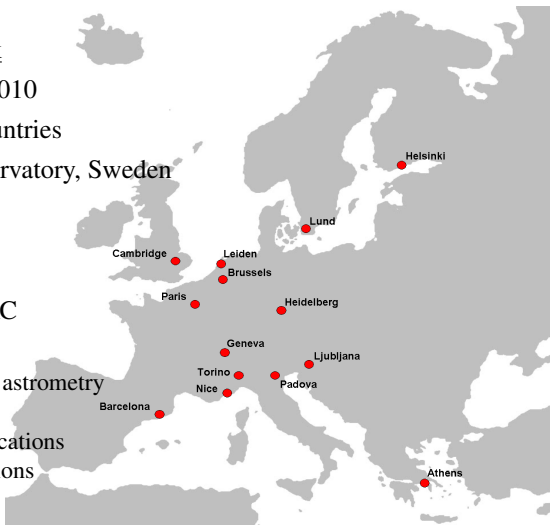 010
untries
rvatory, Sweden
Helsinki
Lund
Cambridge
Leiden
Brussels
Paris
Heidelberg
C
Geneva
Ljubljana
Torino
astrometry
Nice
Padova
Barcelona
cations
ons
Athens